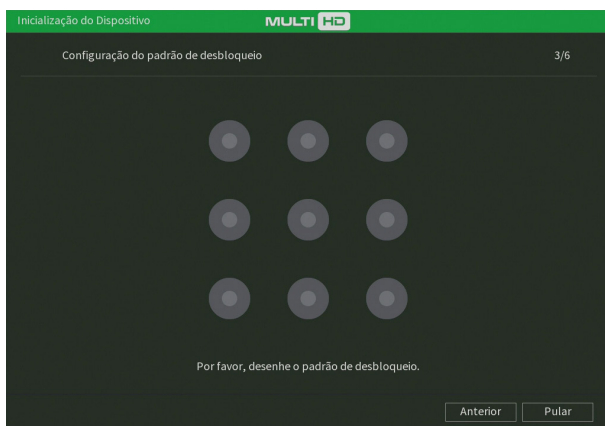 Inicialização do Dispositivo
MULTI HD
Configuração do padrão de desbloqueio
3/6
Por favor, desenhe o padrão de desbloqueio.
Anterior
Pular